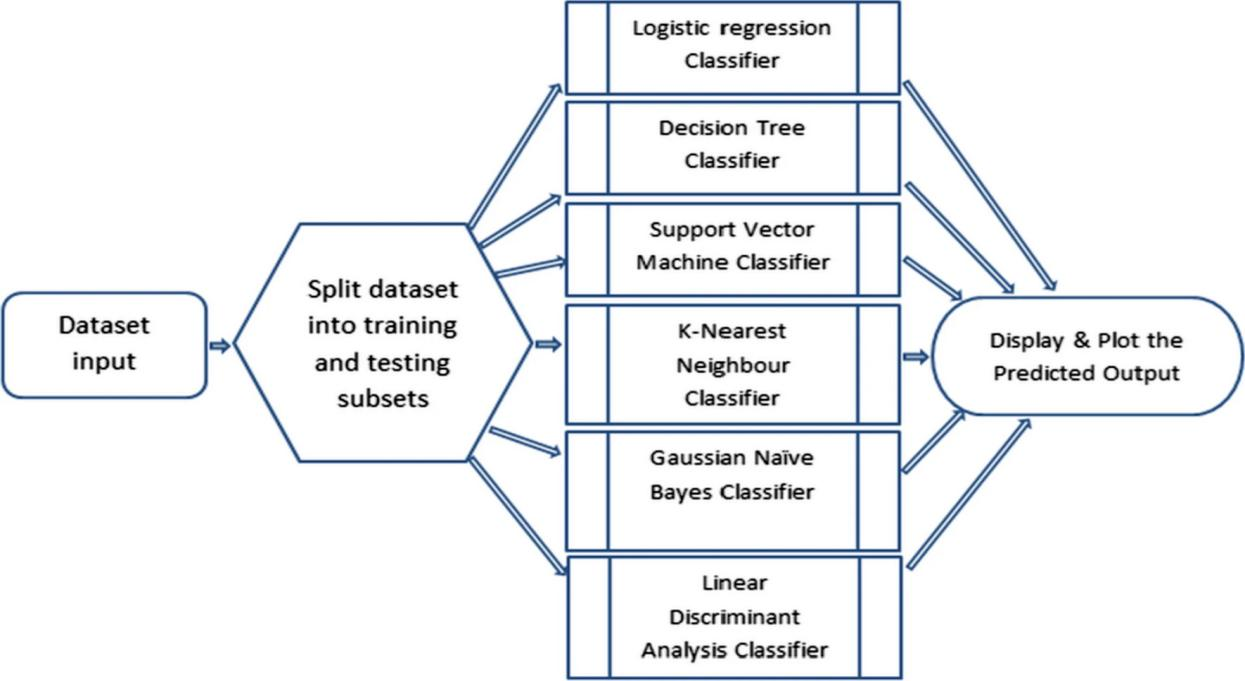 Dataset
input
Split dataset
into training
and testing
subsets
Logistic regression
Classifier
Decision Tree
Classifier
Support Vector
Machine Classifier
K-Nearest
Neighbour
Classifier
Gaussian Naïve
Bayes Classifier
Linear
Discriminant
Analysis Classifier
Display & Plot the
Predicted Output